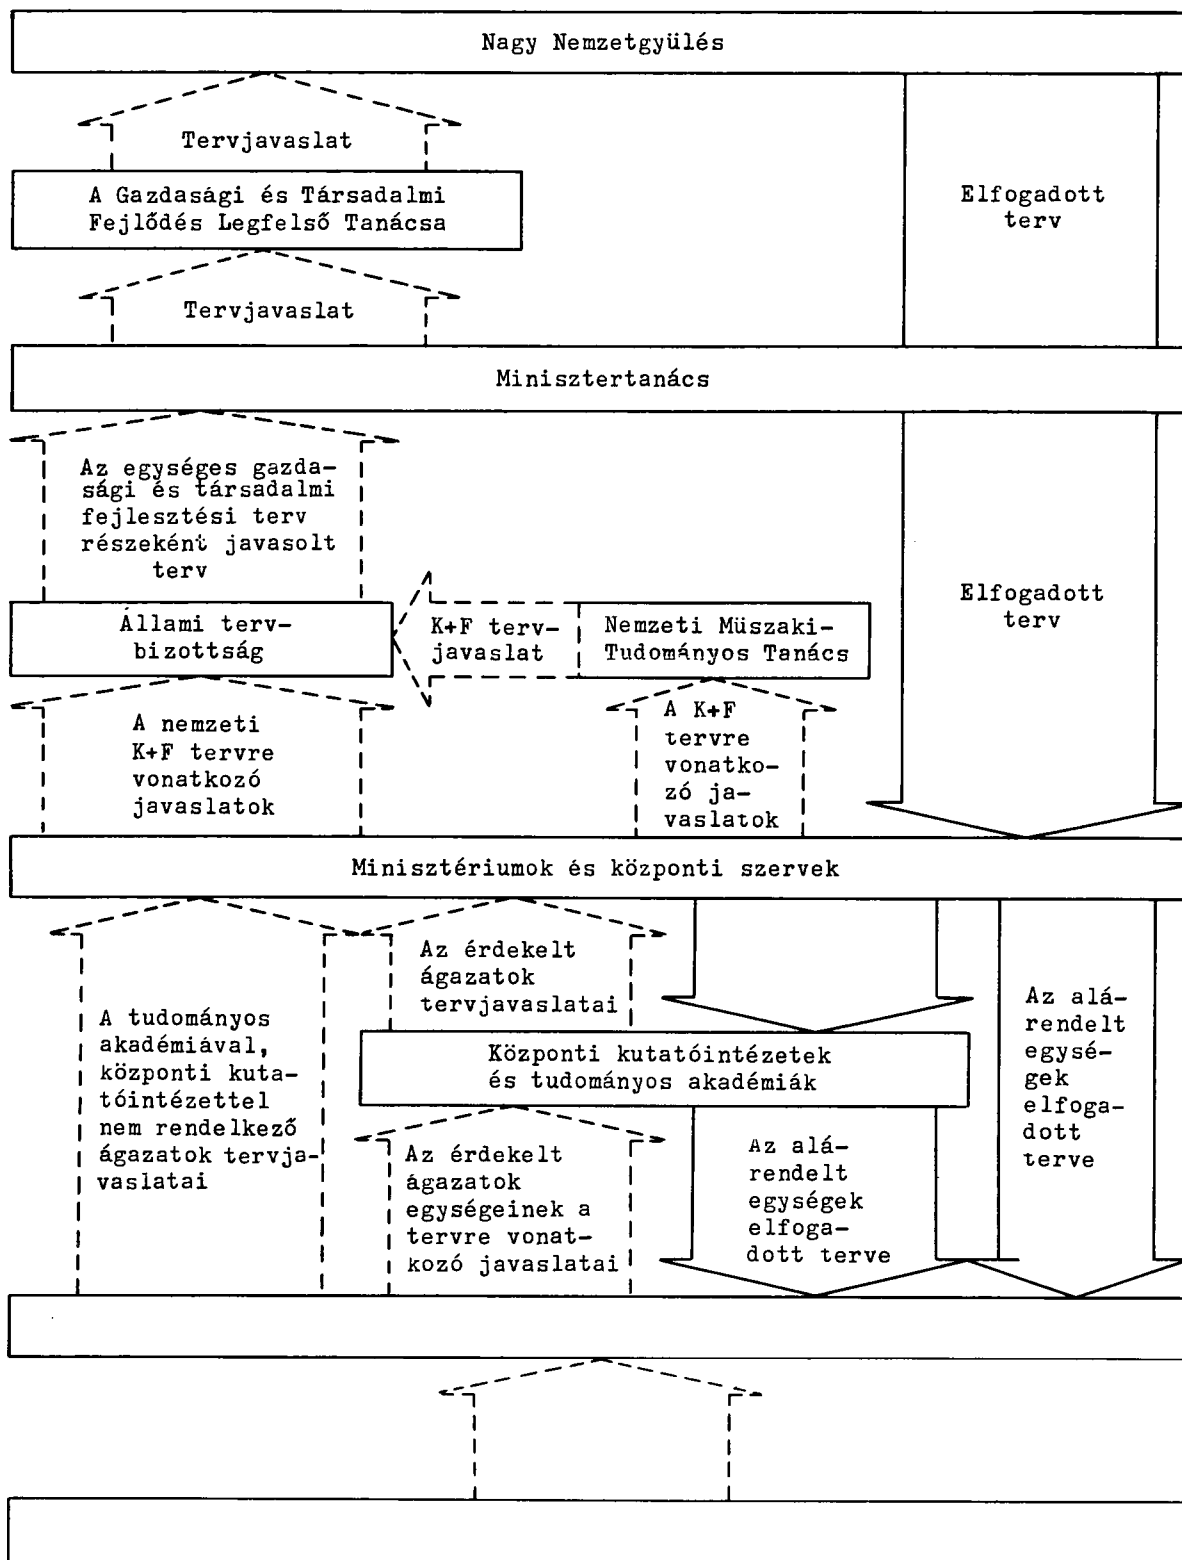 Nagy Nemzetgyülés
Tervjavaslat
A Gazdasági és Társadalmi
Fejlődés Legfelső Tanácsa
Elfogadott
terv
Tervjavaslat
Minisztertanács
Az egységes gazda-
sági és társadalmi
fejlesztési terv
részeként javasolt
terv
Állami terv-
bizottság
K+F terv-
javaslat
Nemzeti Müszaki-
Tudományos Tanács
Elfogadott
terv
A nemzeti
K+F tervre
vonatkozó
javaslatok
A K+F
tervre
vonatko-
zó ja-
vaslatok
Minisztériumok és központi szervek
A tudományos
akadémiával,
központi kuta-
tóintézettel
nem rendelkező
ágazatok tervja-
vaslatai
Az érdekelt
ágazatok
tervjavaslatai
Központi kutatóintézetek
és tudományos akadémiák
Az érdekelt
ágazatok
egységeinek a
tervre vonat-
kozó javaslatai
Az alá-
rendelt
egységek
elfoga-
dott terve
Az alá-
rendelt
egysé-
gek
elfoga-
dott
terve